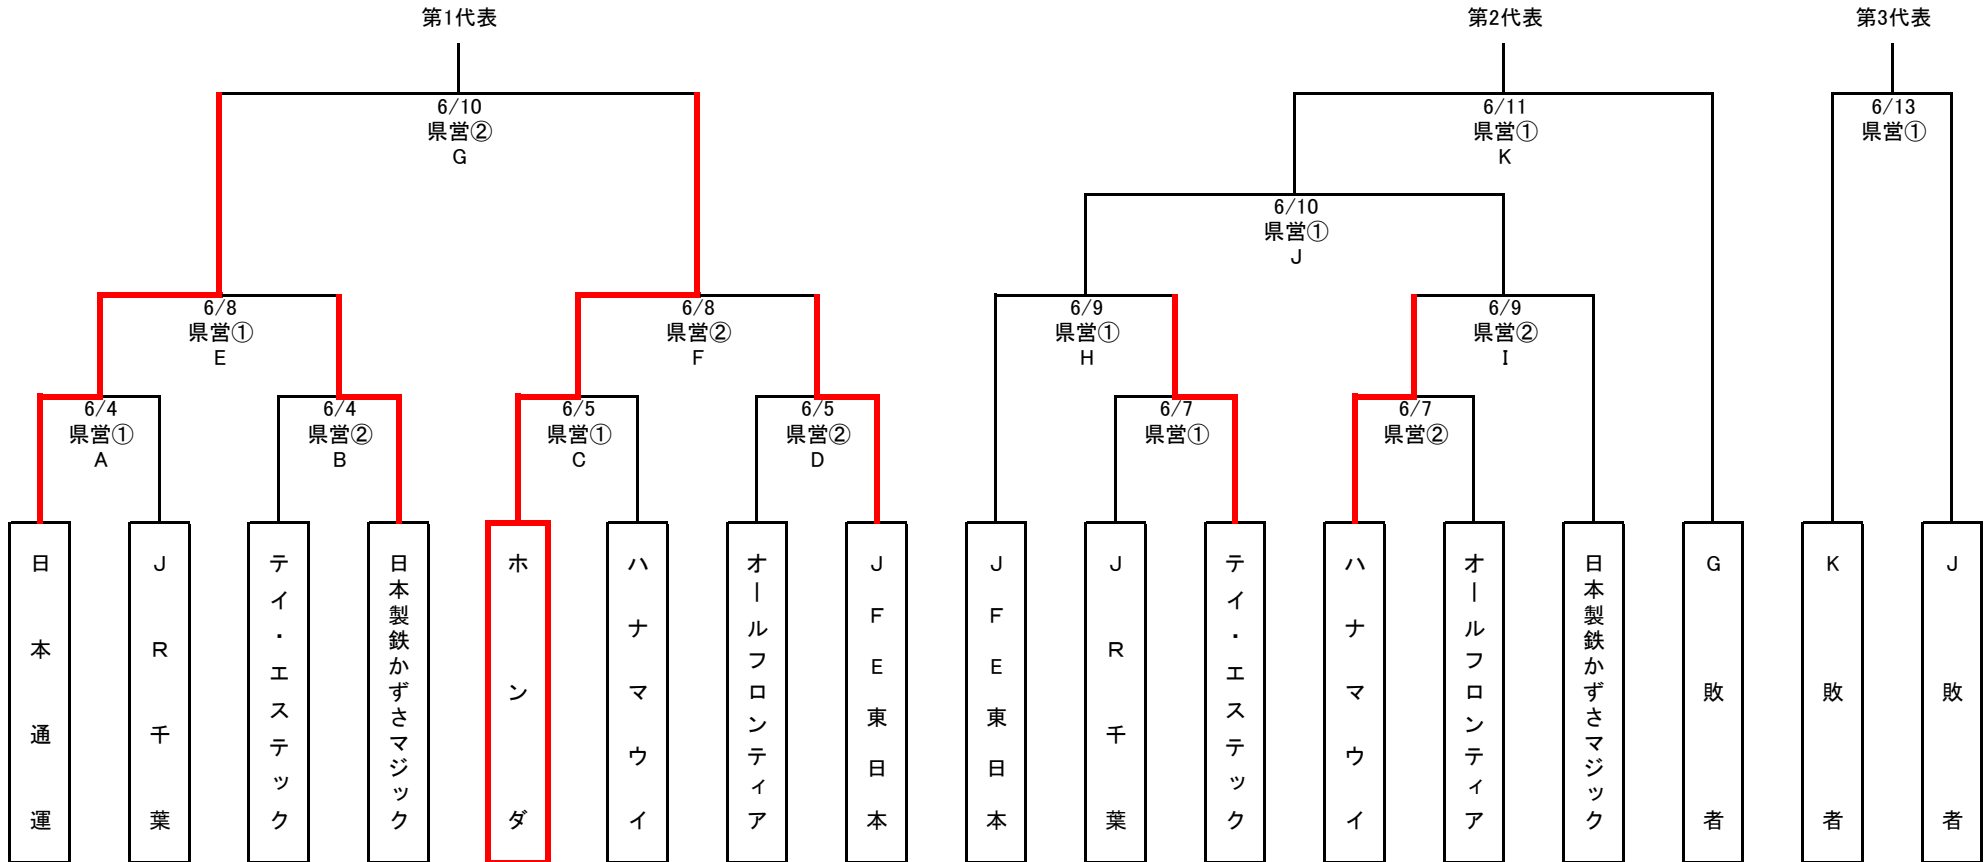 第1代表
第2代表
第3代表
6/10
県営②
G
6/11
県営①
K
6/13
県営①
6/10
県営①
J
6/8
県営①
E
6/8
県営②
F
6/9
県営①
H
6/9
県営②
I
6/4
県営①
A
6/4
県営②
B
6/5
県営①
C
6/5
県営②
D
6/7
県営①
6/7
県営②
日本通運
JR千葉
テイ・エステック
日本製鉄かずさマジック
ホンダ
ハナマウイ
オールフロンティア
JFE東日本
JFE東日本
JR千葉
テイ・エステック
ハナマウイ
オールフロンティア
日本製鉄かずさマジック
G敗者
K敗者
J敗者